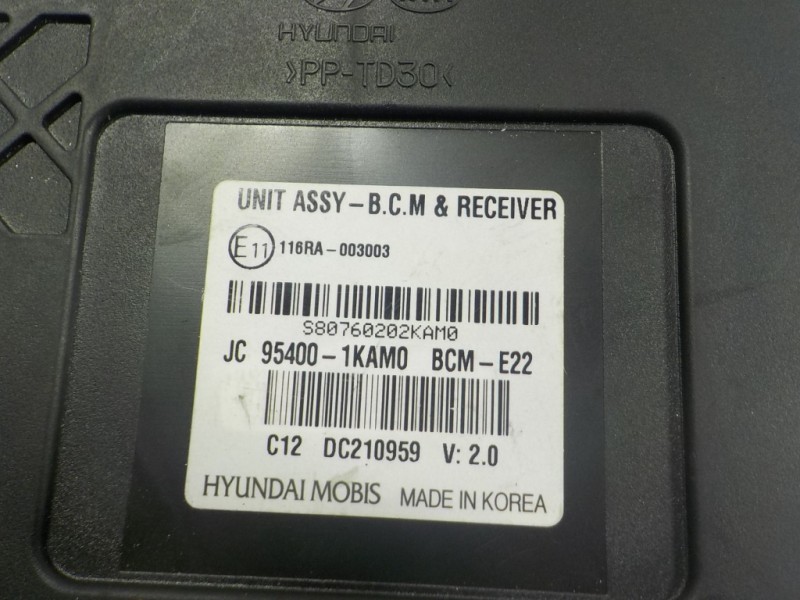 HYUNDAI
>PP-TD30<
UNIT ASSY-B.C.M & RECEIVER
E11 116RA-003003
S80760202KAM0
JC 95400-1KAM0 BCM-E22
C12 DC210959 V: 2.0
HYUNDAI MOBIS MADE IN KOREA